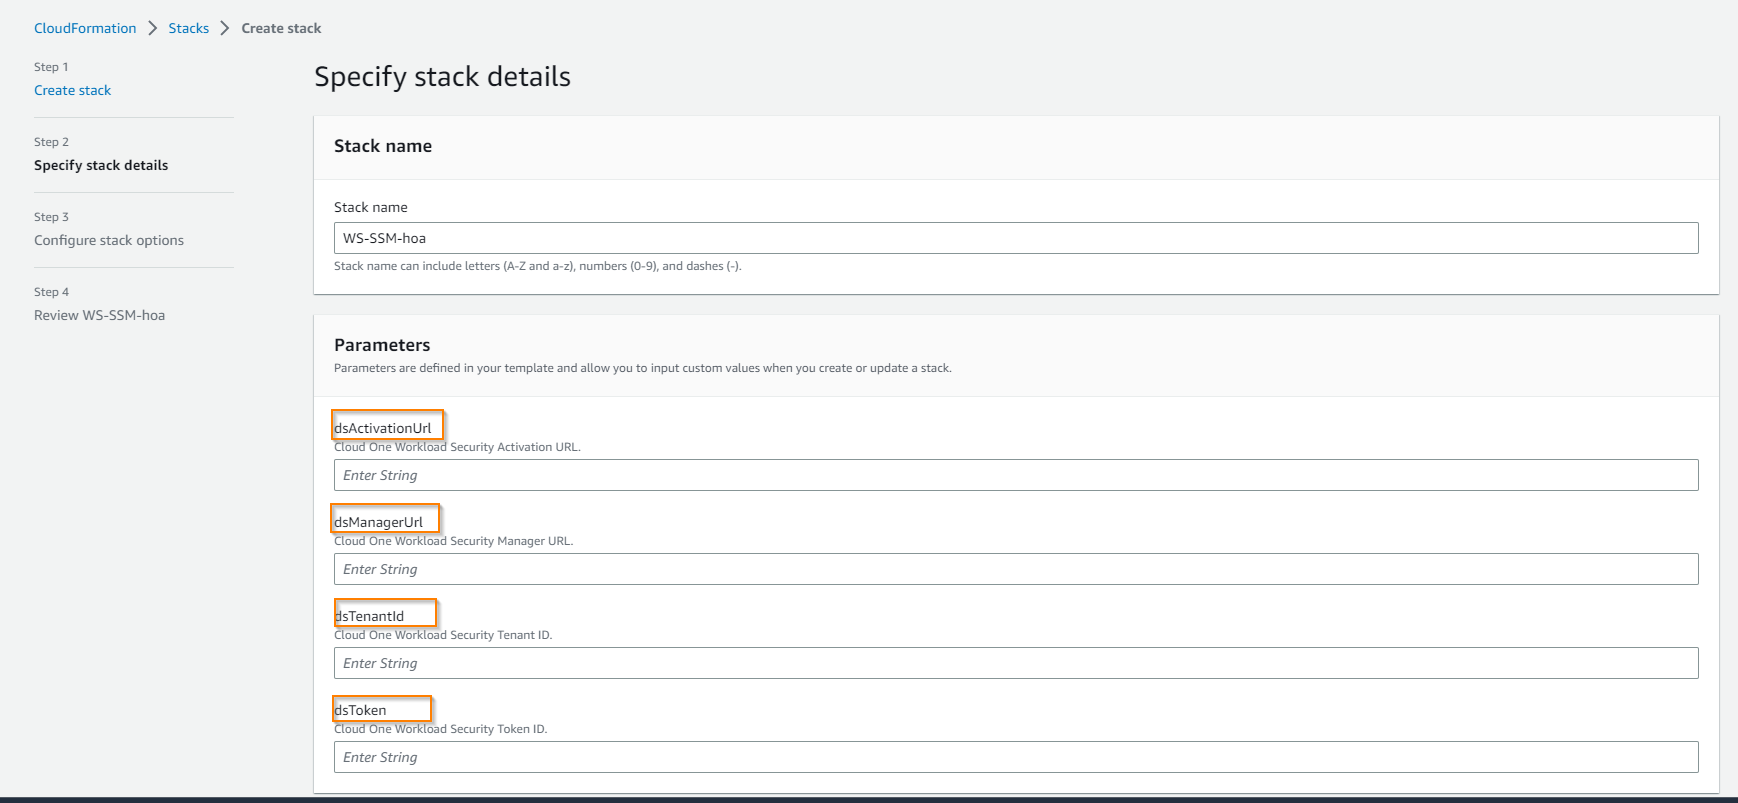 CloudFormation > Stacks > Create stack
Step 1
Create stack
Step 2
Specify stack details
Step 3
Configure stack options
Step 4
Review WS-SSM-hoa
Specify stack details
Stack name
Stack name
WS-SSM-hoa
Stack name can include letters (A-Z and a-z), numbers (0-9), and dashes (-).
Parameters
Parameters are defined in your template and allow you to input custom values when you create or update a stack.
dsActivationUrl
Cloud One Workload Security Activation URL.
Enter String
dsManagerUrl
Cloud One Workload Security Manager URL.
Enter String
dsTenantId
Cloud One Workload Security Tenant ID.
Enter String
dsToken
Cloud One Workload Security Token ID.
Enter String